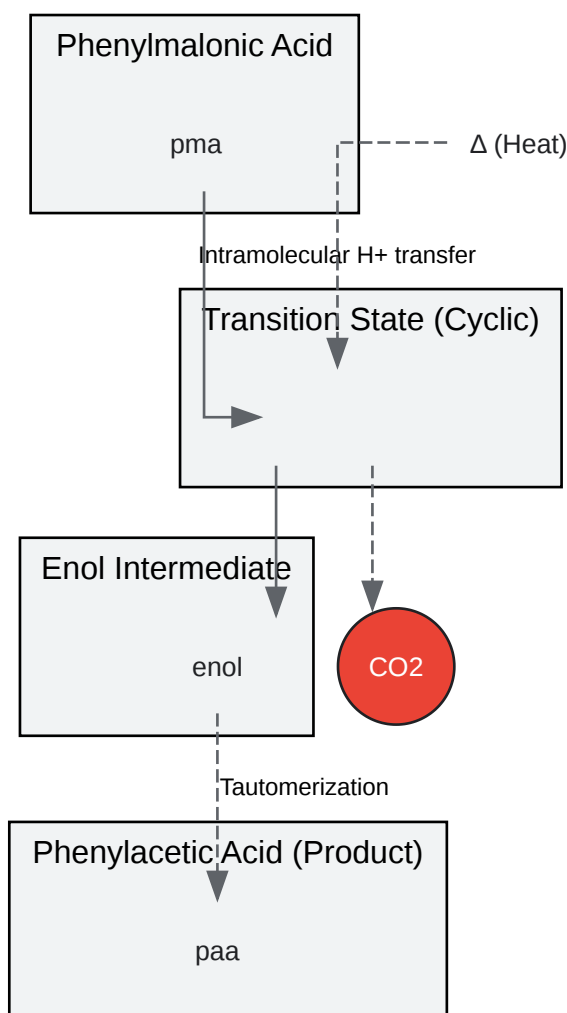 Phenylmalonic Acid
pma
Δ (Heat)
Intramolecular H+ transfer
Transition State (Cyclic)
Enol Intermediate
enol
CO2
Tautomerization
Phenylacetic Acid (Product)
paa